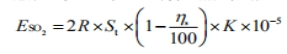 E_{SO_2} = 2R × S_t × (1 − η_s/100) × K × 10^{-5}